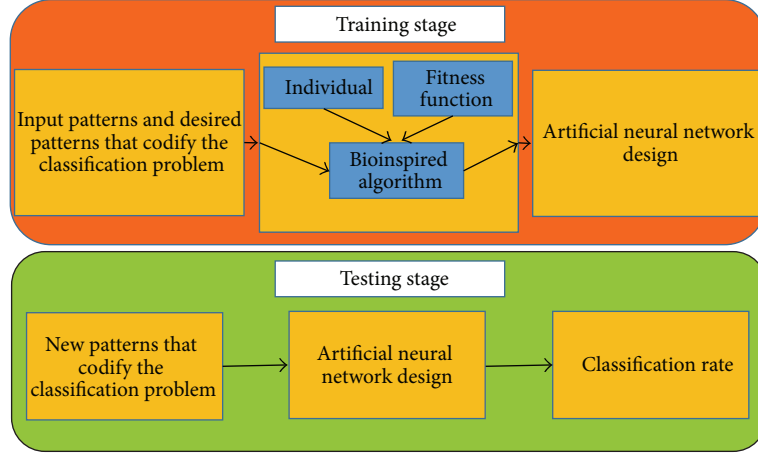 Training stage
Input patterns and desired
patterns that codify the
classification problem
Individual
Fitness
function
Bioinspired
algorithm
Artificial neural network
design
Testing stage
New patterns that
codify the
classification problem
Artificial neural
network design
Classification rate